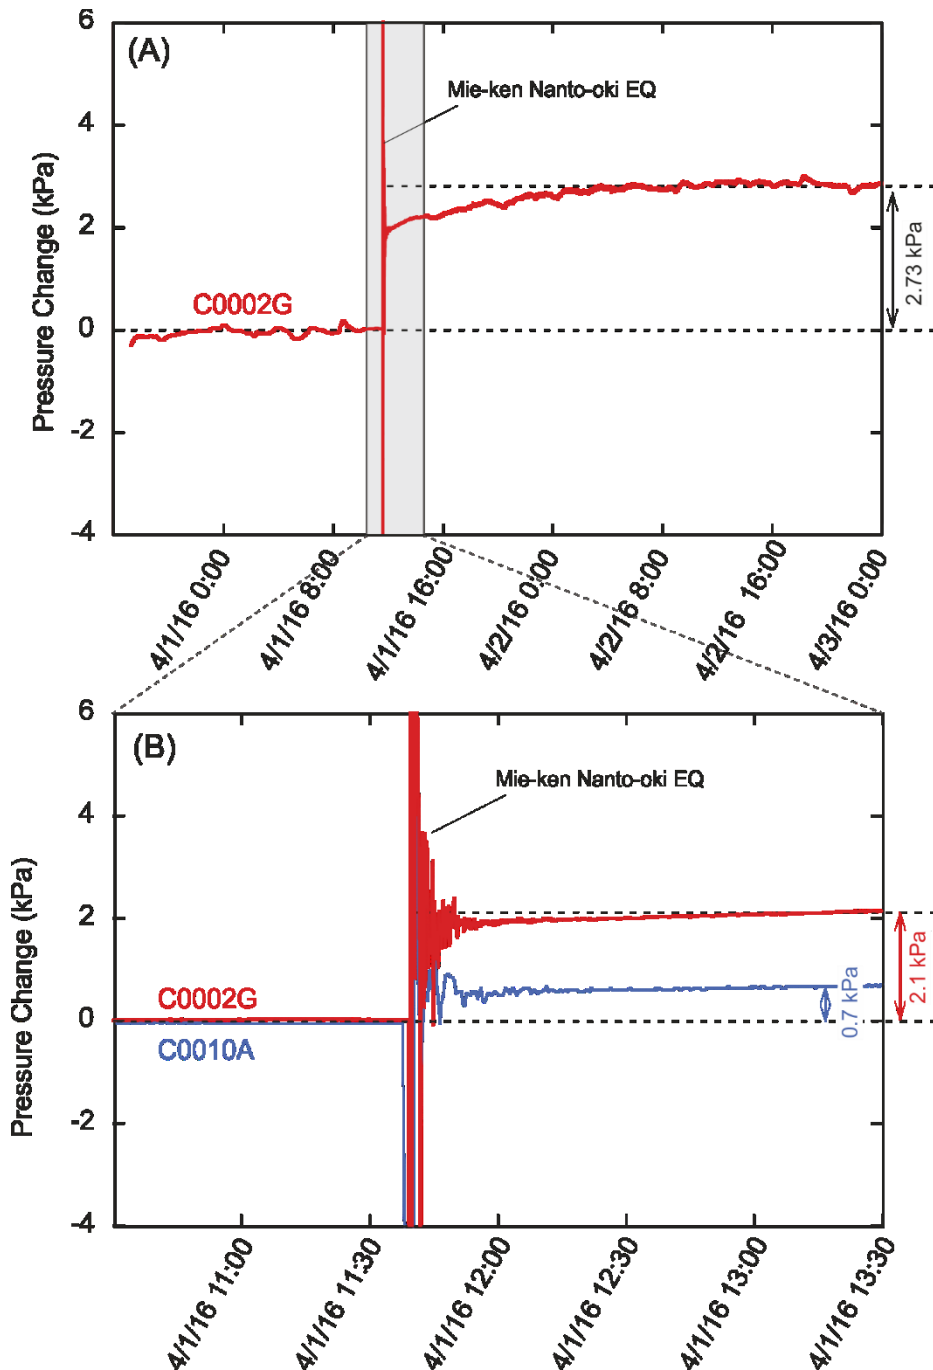 (A)
6
4
2
0
-2
-4
Pressure Change (kPa)
Mie-ken Nanto-oki EQ
C0002G
2.73 kPa
4/1/16 0:00
4/1/16 8:00
4/1/16 16:00
4/2/16 0:00
4/2/16 8:00
4/2/16 16:00
4/3/16 0:00
(B)
6
4
2
0
-2
-4
Pressure Change (kPa)
Mie-ken Nanto-oki EQ
C0002G
C0010A
0.7 kPa
2.1 kPa
4/1/16 11:00
4/1/16 11:30
4/1/16 12:00
4/1/16 12:30
4/1/16 13:00
4/1/16 13:30